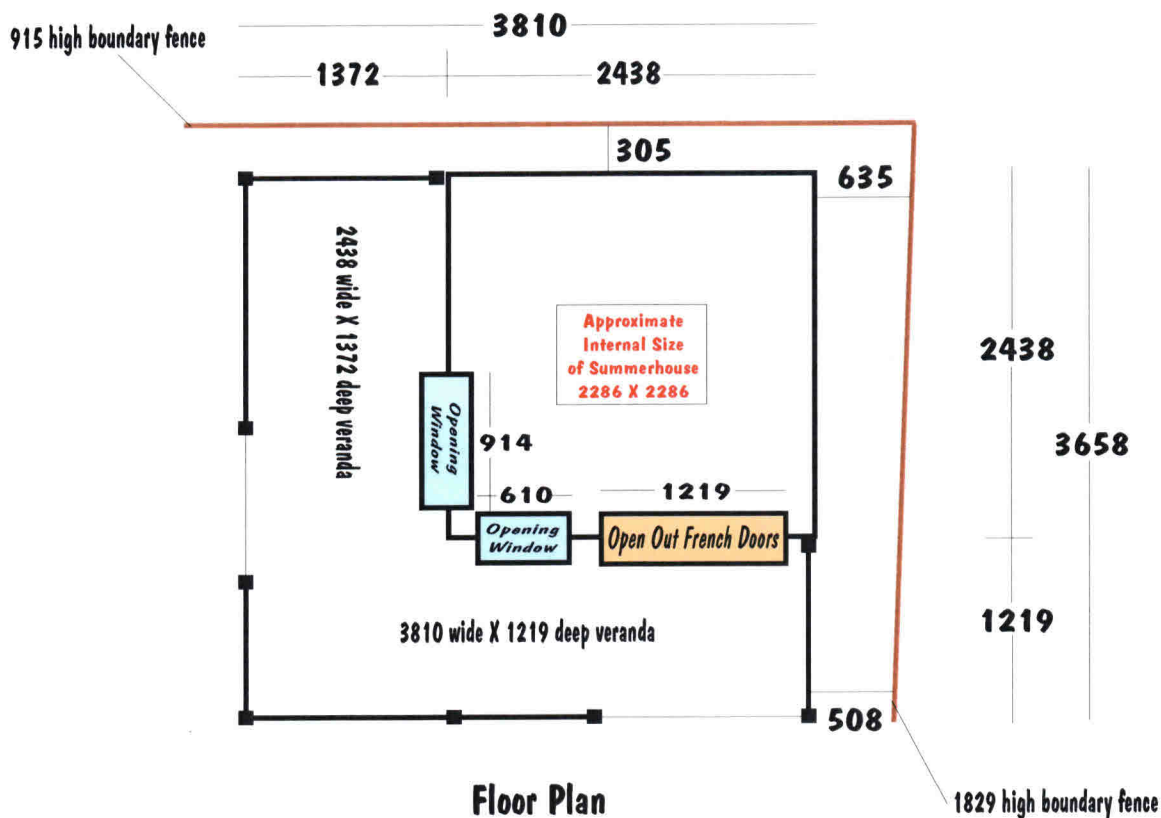 3810
915 high boundary fence
1372
2438
305
635
2438 wide X 1372 deep veranda
Approximate
Internal Size
of Summerhouse
2286 X 2286
2438
3658
Opening
Window
914
610
1219
Opening
Window
Open Out French Doors
1219
3810 wide X 1219 deep veranda
508
Floor Plan
1829 high boundary fence